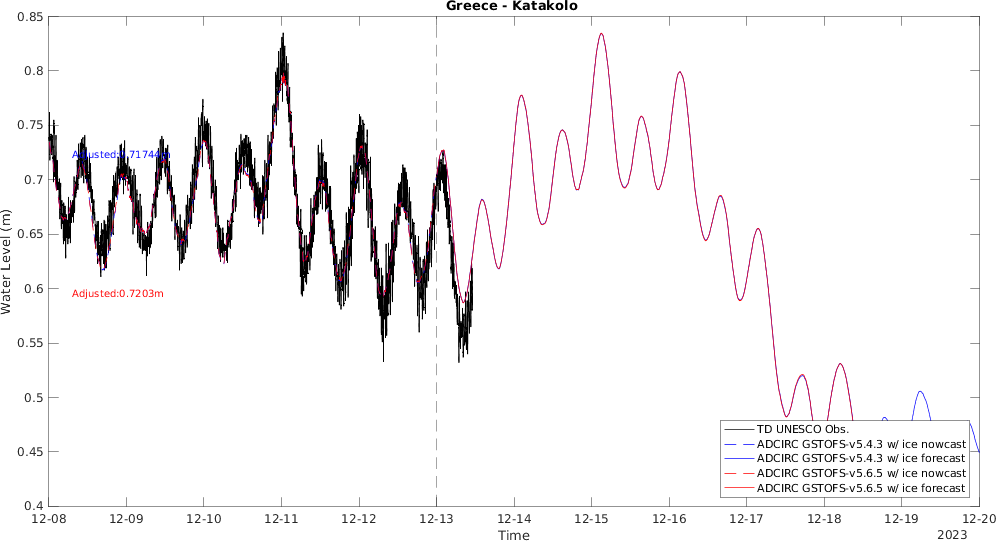 Greece - Katakolo
0.85
0.8
0.75
0.7
0.65
0.6
0.55
0.5
0.45
0.4
Water Level (m)
Adjusted:0.71744m
Adjusted:0.7203m
TD UNESCO Obs.
ADCIRC GSTOFS-v5.4.3 w/ ice nowcast
ADCIRC GSTOFS-v5.4.3 w/ ice forecast
ADCIRC GSTOFS-v5.6.5 w/ ice nowcast
ADCIRC GSTOFS-v5.6.5 w/ ice forecast
12-08 12-09 12-10 12-11 12-12 12-13 12-14 12-15 12-16 12-17 12-18 12-19 12-20
Time
2023